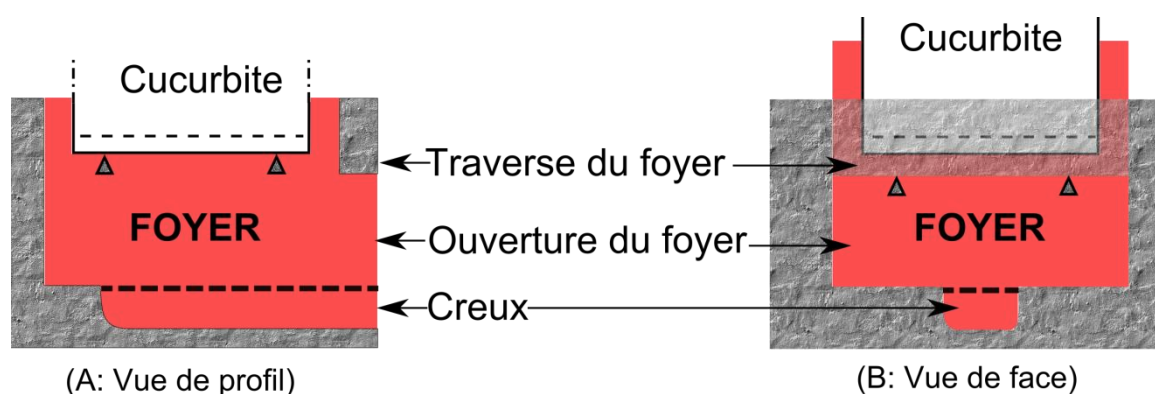 Cucurbite
Cucurbite
Traverse du foyer
FOYER
Ouverture du foyer
FOYER
Creux
(A: Vue de profil)
(B: Vue de face)